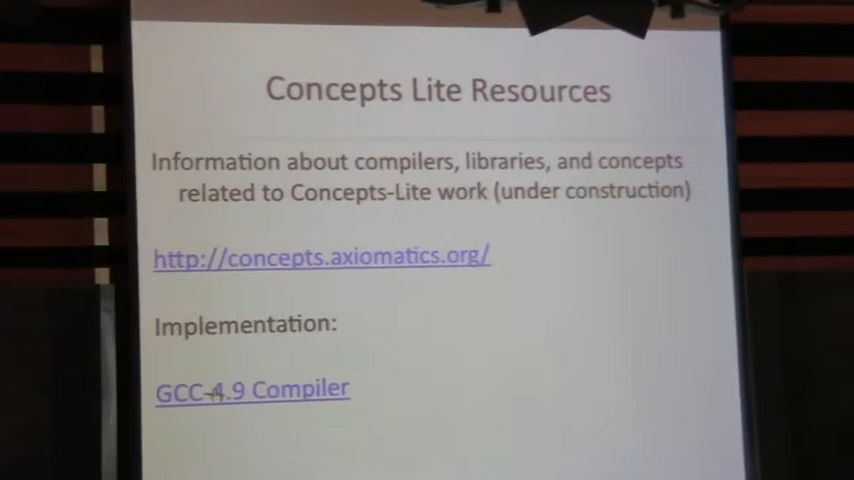 Concepts Lite Resources
Information about compilers, libraries, and concepts
related to Concepts-Lite work (under construction)
http://concepts.axiomatics.org/
Implementation:
GCC-4.9 Compiler